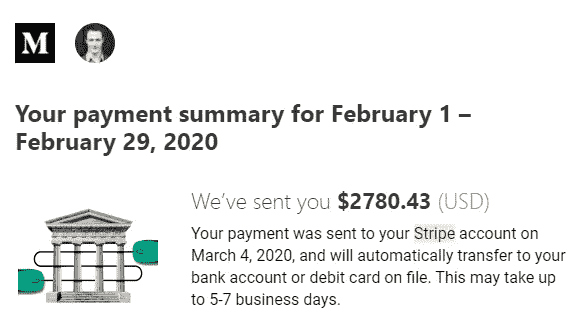 M
Your payment summary for February 1 –
February 29, 2020
We've sent you $2780.43 (USD)
Your payment was sent to your Stripe account on
March 4, 2020, and will automatically transfer to your
bank account or debit card on file. This may take up
to 5-7 business days.